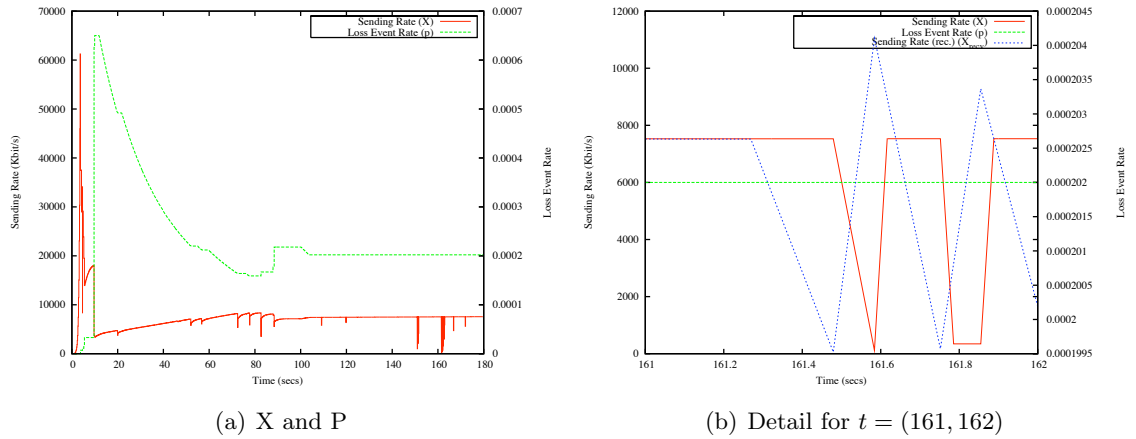 Sending Rate (X)
Loss Event Rate (p)
70000
60000
50000
40000
30000
20000
10000
0
Sending Rate (Kbit/s)
0.0007
0.0006
0.0005
0.0004
0.0003
0.0002
0.0001
0
Loss Event Rate
0 20 40 60 80 100 120 140 160 180
Time (secs)
(a) X and P
Sending Rate (X)
Loss Event Rate (p)
Sending Rate (rec.) (X_recv)
12000
10000
8000
6000
4000
2000
0
Sending Rate (Kbit/s)
0.0002045
0.000204
0.0002035
0.000203
0.0002025
0.000202
0.0002015
0.000201
0.0002005
0.0002
0.0001995
Loss Event Rate
161 161.2 161.4 161.6 161.8 162
Time (secs)
(b) Detail for t = (161, 162)